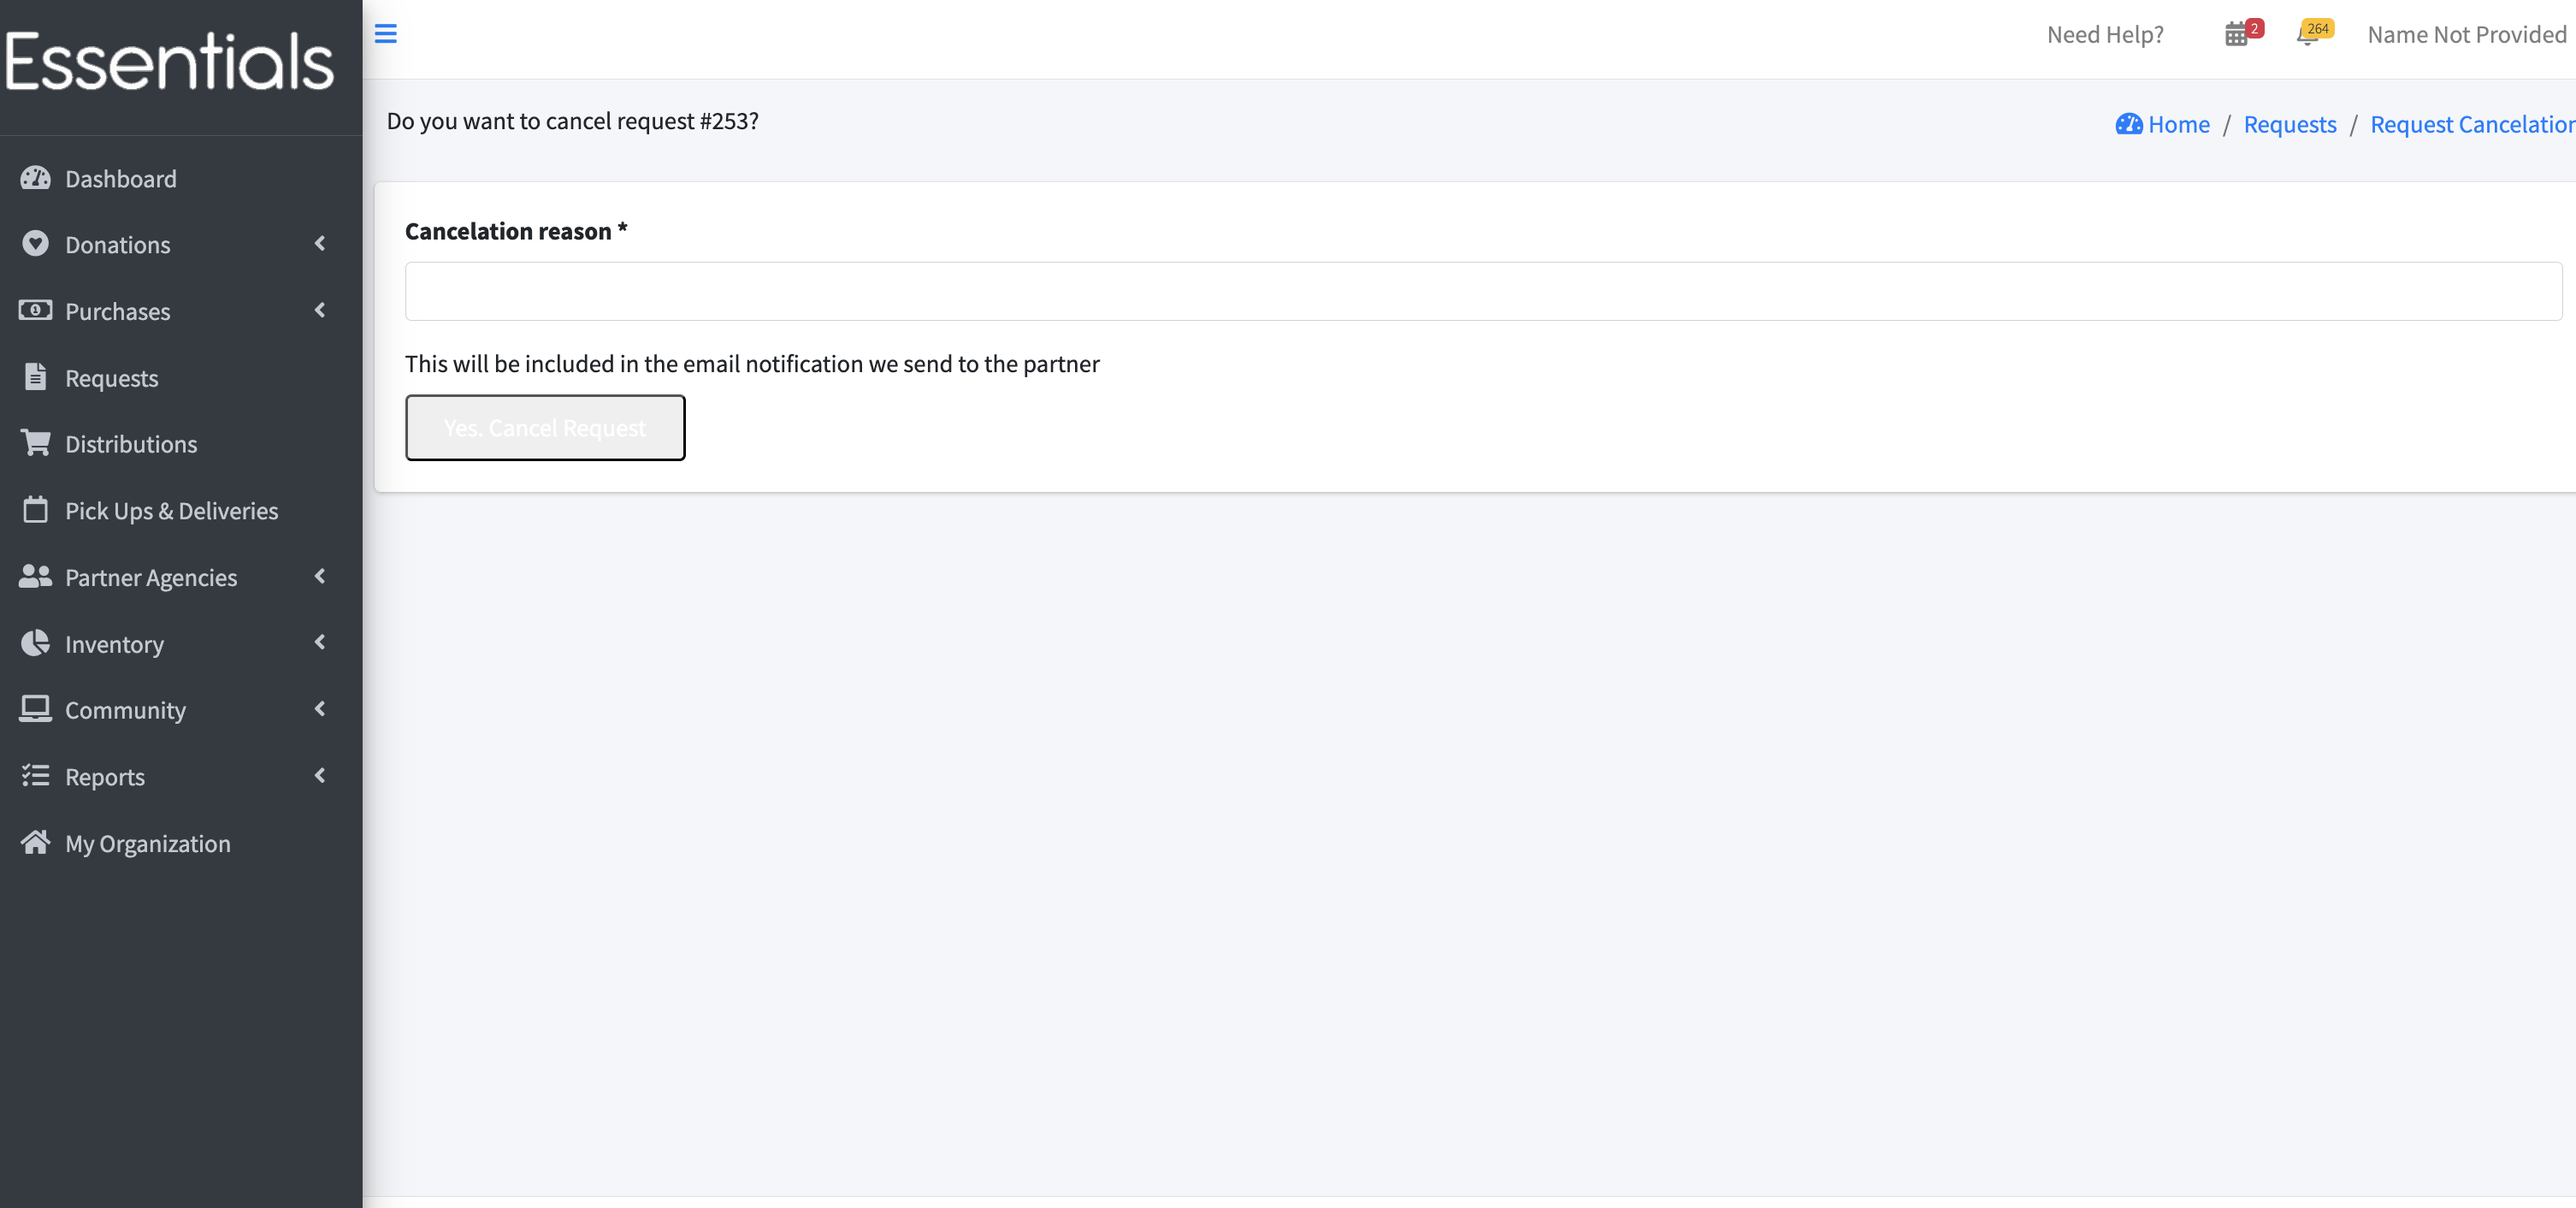 Essentials
Need Help?
2
264
Name Not Provided
Do you want to cancel request #253?
Home / Requests / Request Cancelation
Dashboard
Donations
Purchases
Requests
Distributions
Pick Ups & Deliveries
Partner Agencies
Inventory
Community
Reports
My Organization
Cancelation reason *
This will be included in the email notification we send to the partner
Yes. Cancel Request